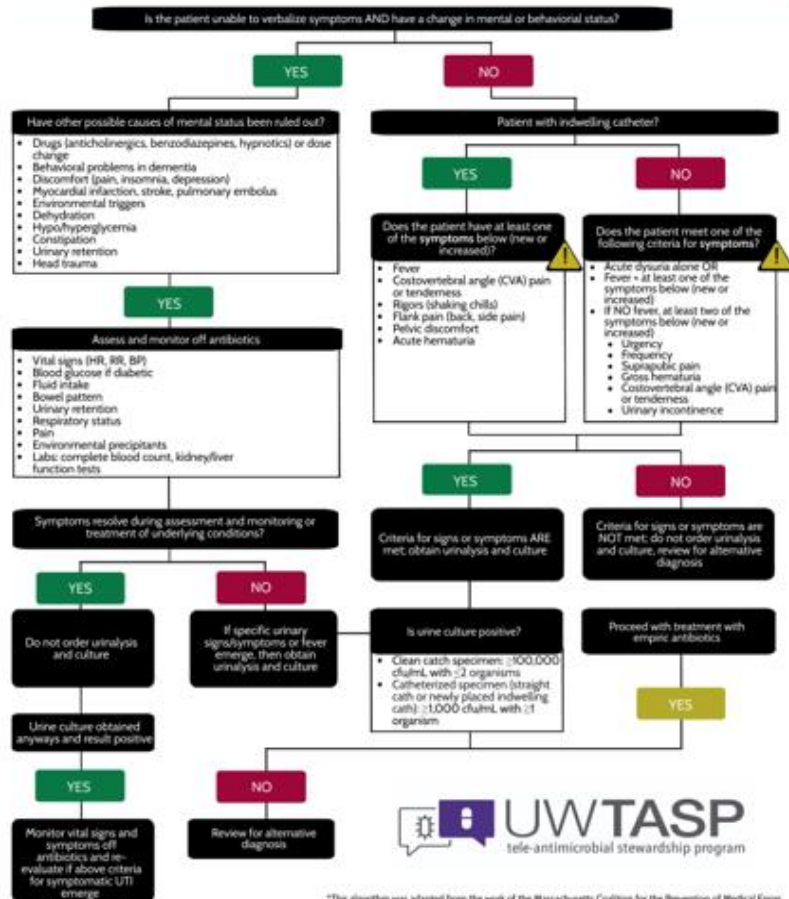 Is the patient unable to verbalize symptoms AND have a change in mental or behavioral status?
YES
NO
Have other possible causes of mental status been ruled out?
• Drugs (anticholinergics, benzodiazepines, hypnotics) or dose
change
• Behavioral problems in dementia
• Discomfort (pain, insomnia, depression)
• Myocardial infarction, stroke, pulmonary embolus
• Environmental triggers
• Dehydration
• Hypo/hyperglycemia
• Constipation
• Urinary retention
• Head trauma
YES
Assess and monitor off antibiotics
• Vital signs (HR, RR, BP)
• Blood glucose if diabetic
• Fluid intake
• Bowel pattern
• Urinary retention
• Respiratory status
• Pain
• Environmental precipitants
• Labs: complete blood count, kidney/liver
function tests
Symptoms resolve during assessment and monitoring or
treatment of underlying conditions?
YES
NO
Do not order urinalysis
and culture
If specific urinary
signs/symptoms or fever
emerge, then obtain
urinalysis and culture
Urine culture obtained
anyways and result positive
YES
Monitor vital signs and
symptoms off
antibiotics and re-
evaluate if above criteria
for symptomatic UTI
emerge
Patient with indwelling catheter?
YES
NO
Does the patient have at least one
of the symptoms below (new or
increased)?
• Fever
• Costovertebral angle (CVA) pain
or tenderness
• Rigors (shaking chills)
• Flank pain (back, side pain)
• Pelvic discomfort
• Acute hematuria
Does the patient meet one of the
following criteria for symptoms?
• Acute dysuria alone OR
• Fever + at least one of the
symptoms below (new or
increased)
• If NO fever, at least two of the
symptoms below (new or
increased)
• Urgency
• Frequency
• Suprapubic pain
• Gross hematuria
• Costovertebral angle (CVA) pain
or tenderness
• Urinary incontinence
YES
NO
Criteria for signs or symptoms ARE
met; obtain urinalysis and culture
Criteria for signs or symptoms are
NOT met; do not order urinalysis
and culture, review for alternative
diagnosis
Is urine culture positive?
• Clean catch specimen: ≥100,000
cfu/mL with ≤2 organisms
• Catheterized specimen (straight
cath or newly placed indwelling
cath): ≥1,000 cfu/mL with ≥1
organism
Proceed with treatment with
empiric antibiotics
YES
NO
Review for alternative
diagnosis
UWTASP
tele-antimicrobial stewardship program
*This algorithm was adapted from the work of the Massachusetts Coalition for the Prevention of Medical